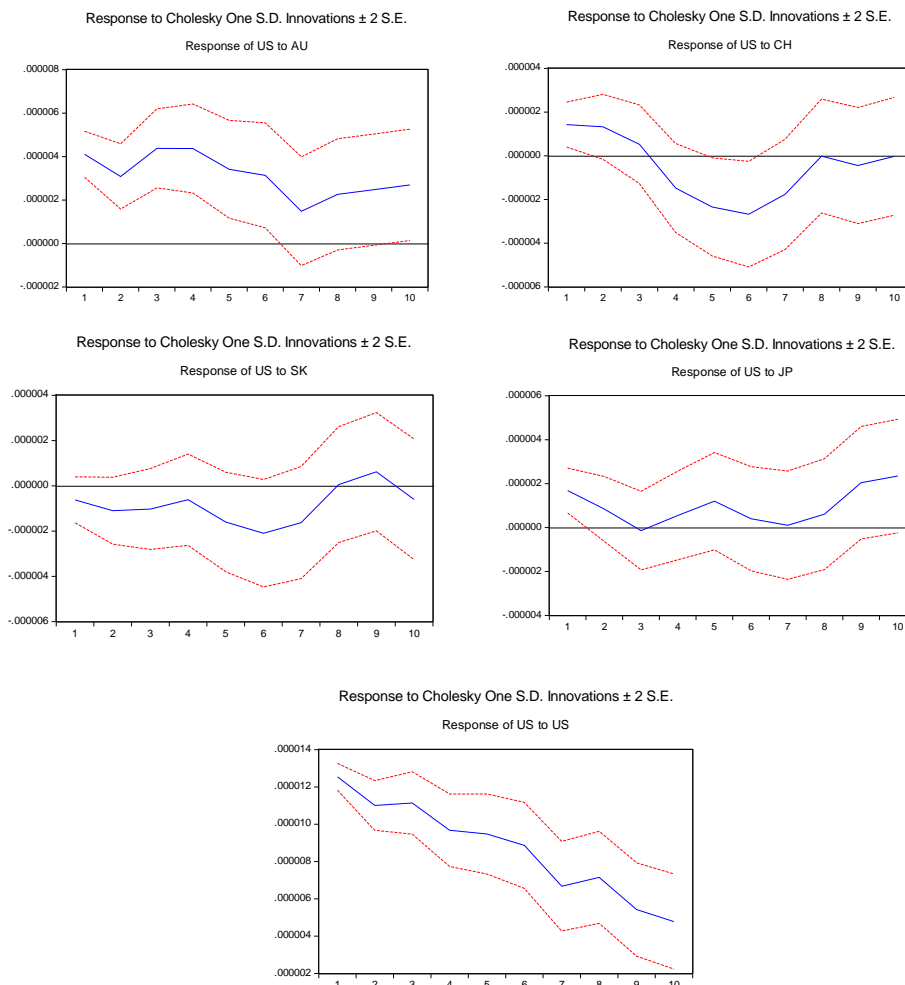 Response to Cholesky One S.D. Innovations ± 2 S.E.
Response of US to AU
.000008
.000006
.000004
.000002
.000000
-.000002
1 2 3 4 5 6 7 8 9 10
Response to Cholesky One S.D. Innovations ± 2 S.E.
Response of US to CH
.000004
.000002
.000000
-.000002
-.000004
-.000006
1 2 3 4 5 6 7 8 9 10
Response to Cholesky One S.D. Innovations ± 2 S.E.
Response of US to SK
.000004
.000002
.000000
-.000002
-.000004
-.000006
1 2 3 4 5 6 7 8 9 10
Response to Cholesky One S.D. Innovations ± 2 S.E.
Response of US to JP
.000006
.000004
.000002
.000000
-.000002
-.000004
1 2 3 4 5 6 7 8 9 10
Response to Cholesky One S.D. Innovations ± 2 S.E.
Response of US to US
.000014
.000012
.000010
.000008
.000006
.000004
.000002
1 2 3 4 5 6 7 8 9 10